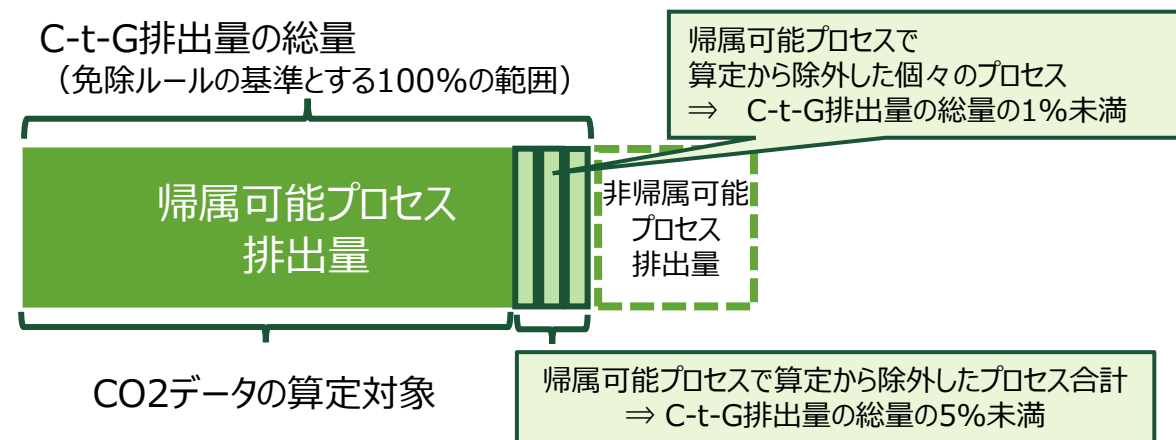 C-t-G排出量の総量
（免除ルールの基準とする100%の範囲）
帰属可能プロセスで
算定から除外した個々のプロセス
⇒　C-t-G排出量の総量の1%未満
帰属可能プロセス
排出量
非帰属可能
プロセス
排出量
CO2データの算定対象
帰属可能プロセスで算定から除外したプロセス合計
⇒ C-t-G排出量の総量の5%未満